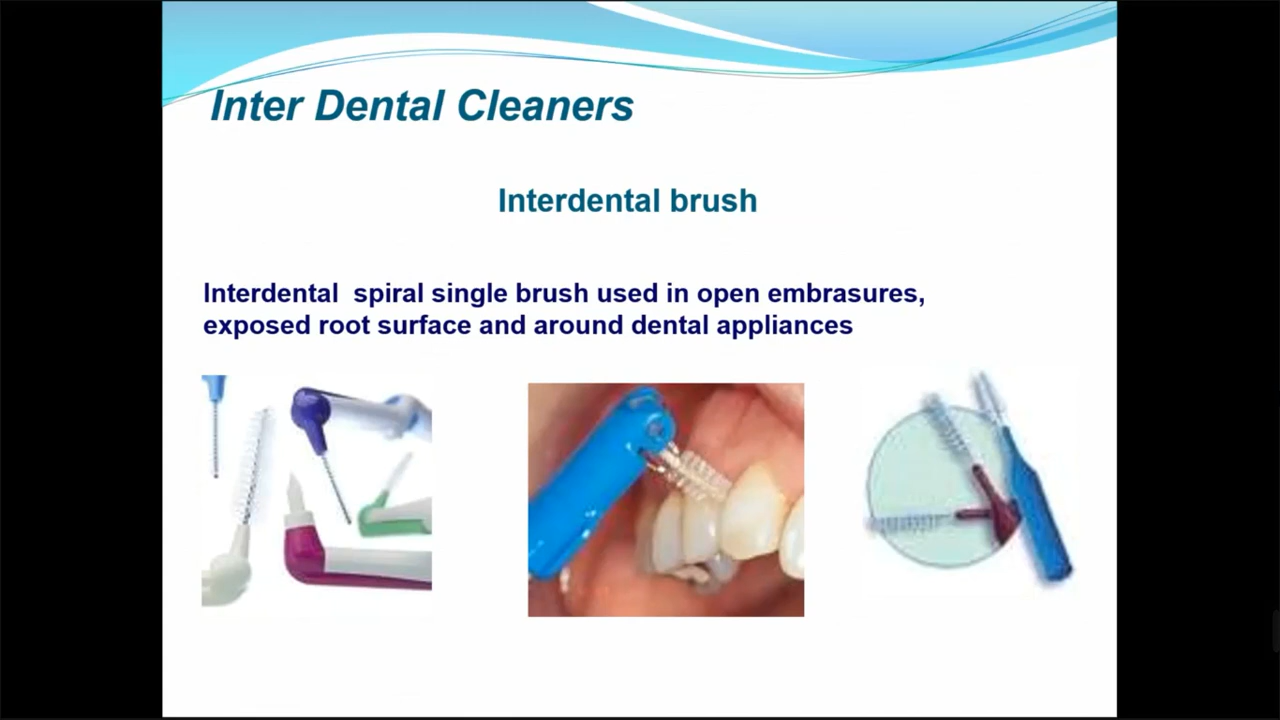 Inter Dental Cleaners
Interdental brush
Interdental  spiral single brush used in open embrasures,
exposed root surface and around dental appliances